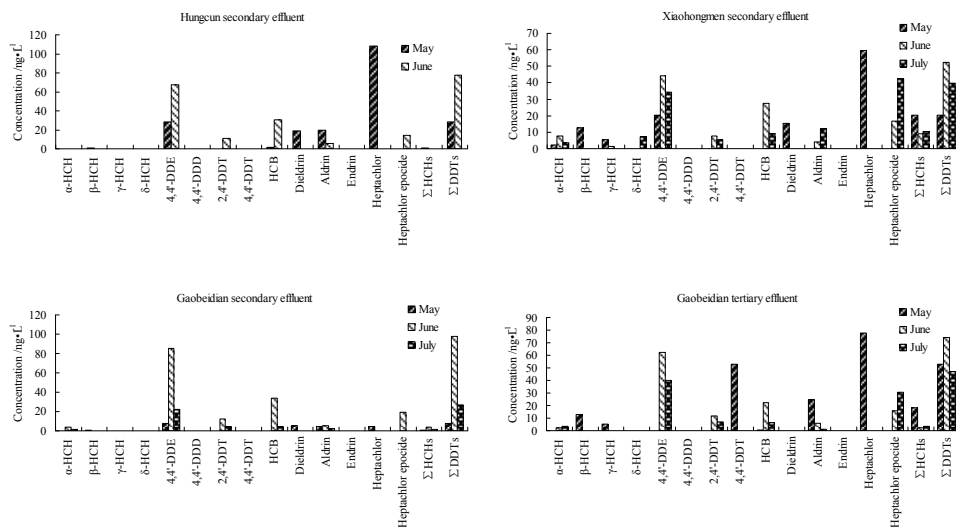 Hungcun secondary effluent
Concentration /ng•L¹
120
100
80
60
40
20
0
May
June
α-HCH
β-HCH
γ-HCH
δ-HCH
4,4'-DDE
4,4'-DDD
2,4'-DDT
4,4'-DDT
HCB
Dieldrin
Aldrin
Endrin
Heptachlor
Heptachlor epocide
∑ HCHs
∑ DDTs
Xiaohongmen secondary effluent
Concentration /ng•L¹
70
60
50
40
30
20
10
0
May
June
July
α-HCH
β-HCH
γ-HCH
δ-HCH
4,4'-DDE
4,4'-DDD
2,4'-DDT
4,4'-DDT
HCB
Dieldrin
Aldrin
Endrin
Heptachlor
Heptachlor epocide
∑ HCHs
∑ DDTs
Gaobeidian secondary effluent
Concentration /ng•L¹
120
100
80
60
40
20
0
May
June
July
α-HCH
β-HCH
γ-HCH
δ-HCH
4,4'-DDE
4,4'-DDD
2,4'-DDT
4,4'-DDT
HCB
Dieldrin
Aldrin
Endrin
Heptachlor
Heptachlor epocide
∑ HCHs
∑ DDTs
Gaobeidian tertiary effluent
Concentration /ng•L¹
90
80
70
60
50
40
30
20
10
0
May
June
July
α-HCH
β-HCH
γ-HCH
δ-HCH
4,4'-DDE
4,4'-DDD
2,4'-DDT
4,4'-DDT
HCB
Dieldrin
Aldrin
Endrin
Heptachlor
Heptachlor epocide
∑ HCHs
∑ DDTs